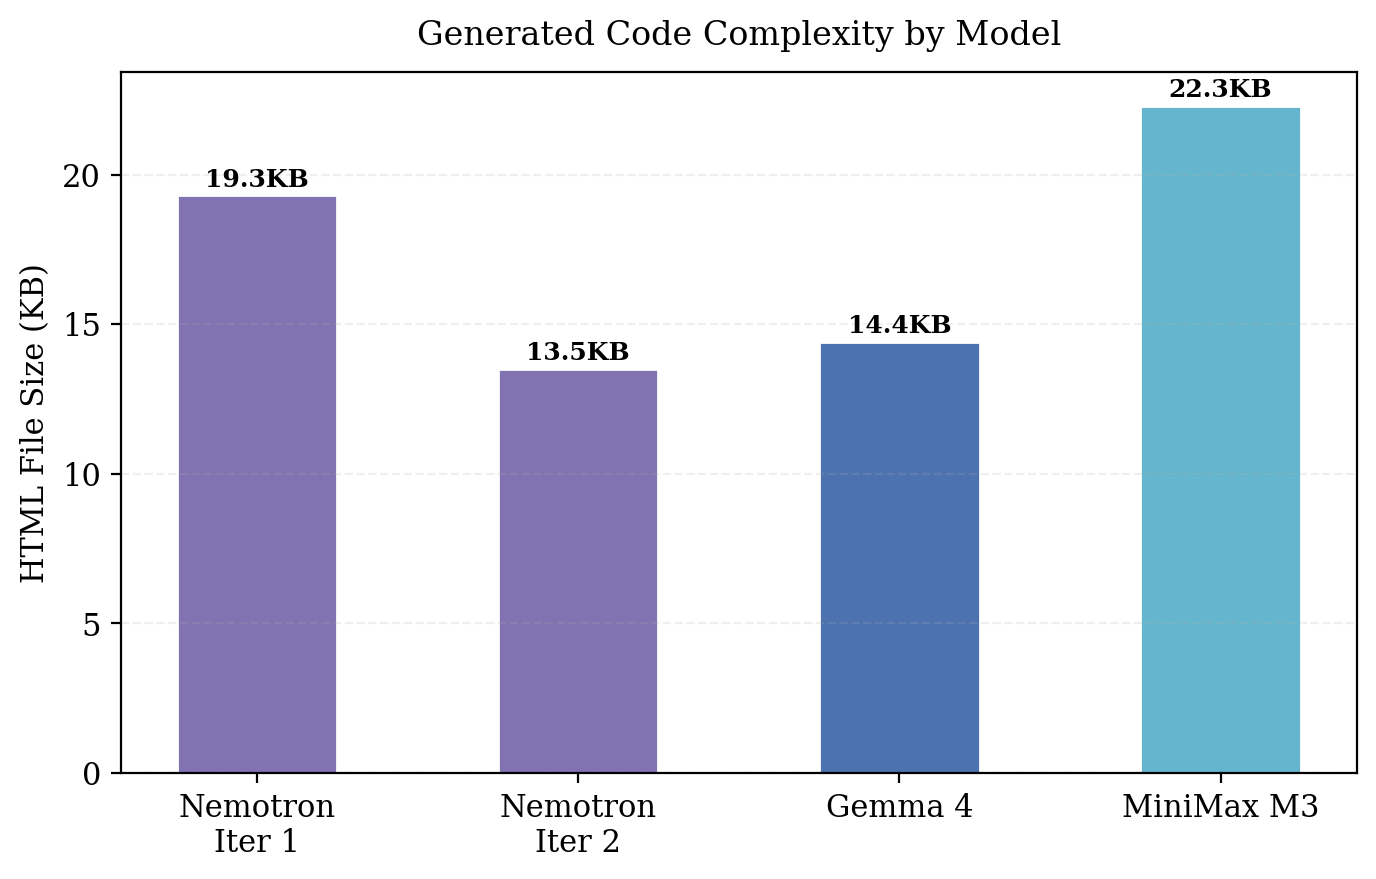 Generated Code Complexity by Model
HTML File Size (KB)
20
15
10
5
0
19.3KB
13.5KB
14.4KB
22.3KB
Nemotron
Iter 1
Nemotron
Iter 2
Gemma 4
MiniMax M3